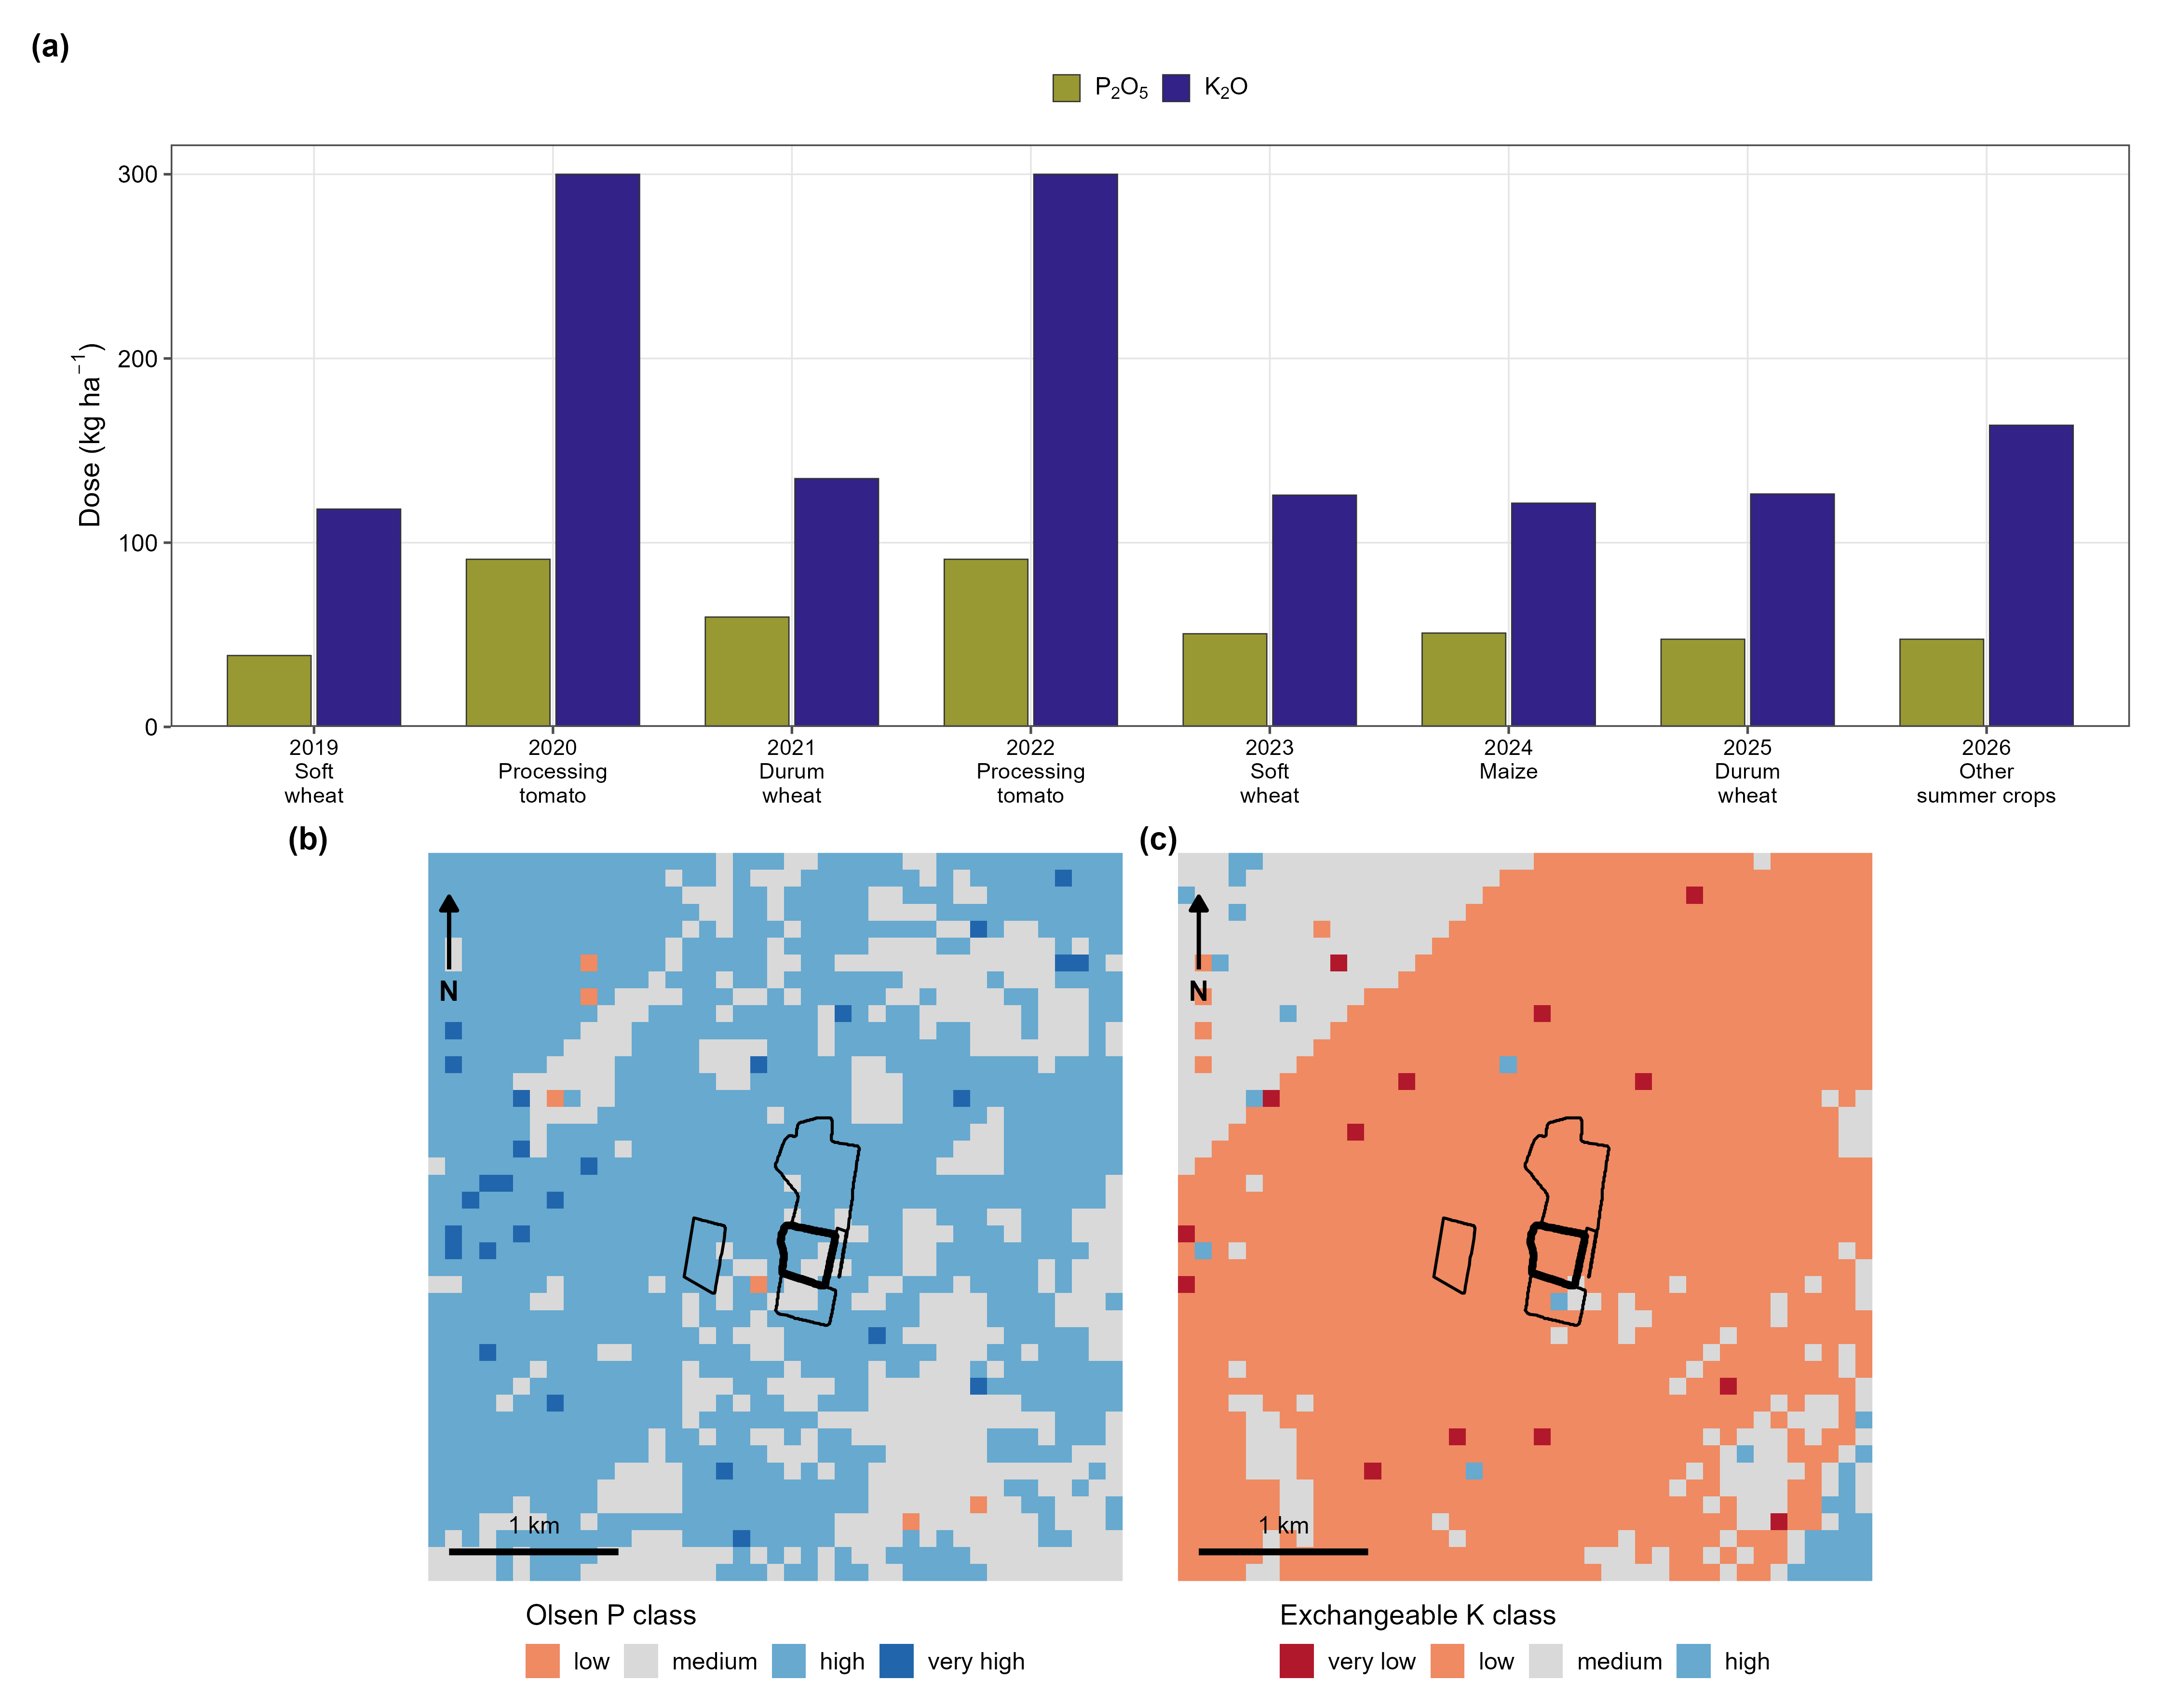 (a)
P₂O₅ K₂O
Dose (kg ha⁻¹)
300
200
100
0
2019 2020 2021 2022 2023 2024 2025 2026
Soft Processing Durum Processing Soft Maize Durum Other
wheat tomato wheat tomato wheat wheat summer crops
(b) (c)
N N
1 km 1 km
Olsen P class
low medium high very high
Exchangeable K class
very low low medium high